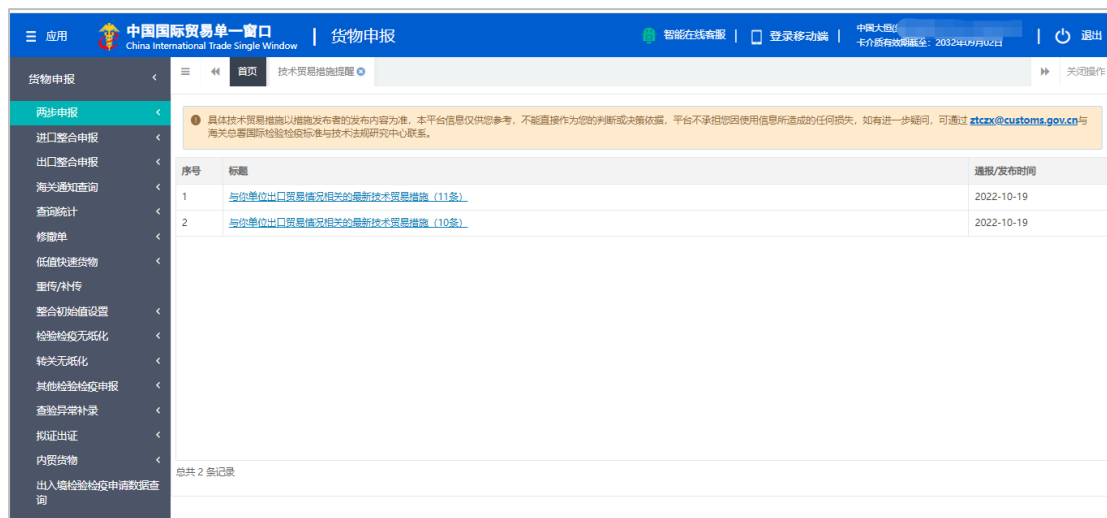 应用
中国国际贸易单一窗口
China International Trade Single Window
货物申报
智能在线客服
登录移动端
中国大恒(
卡介质有效期截至: 2032年09月02日
退出
货物申报
首页
技术贸易措施提醒
关闭操作
两步申报
进口整合申报
出口整合申报
海关通知查询
查询统计
修撤单
低值快速货物
重传/补传
整合初始值设置
检验检疫无纸化
转关无纸化
其他检验检疫申报
查验异常补录
拟证出证
内贸货物
出入境检验检疫申请数据查
询
具体技术贸易措施以措施发布者的发布内容为准，本平台信息仅供您参考，不能直接作为您的判断或决策依据，平台不承担您因使用信息所造成的任何损失，如有进一步疑问，可通过 ztczx@customs.gov.cn与
海关总署国际检验检疫标准与技术法规研究中心联系。
序号 标题 通报/发布时间
1 与你单位出口贸易情况相关的最新技术贸易措施（11条） 2022-10-19
2 与你单位出口贸易情况相关的最新技术贸易措施（10条） 2022-10-19
总共 2 条记录